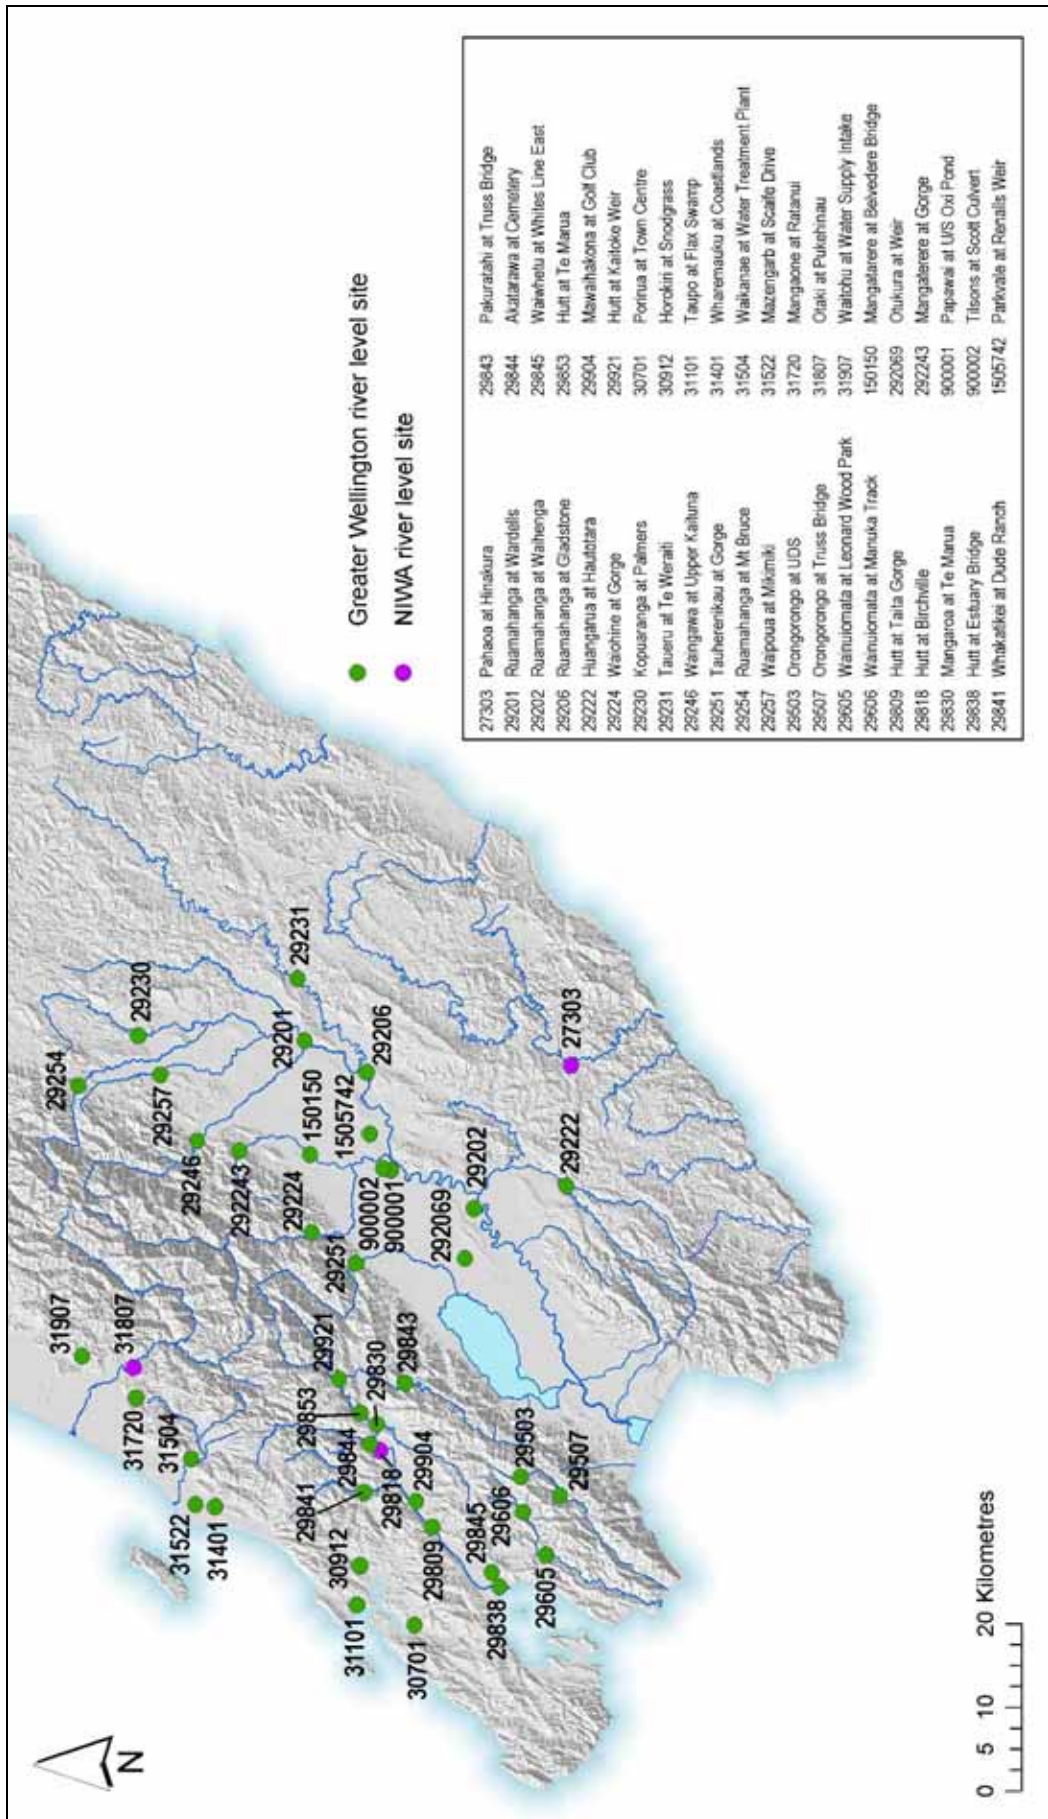 Greater Wellington river level site
NIWA river level site
31907
31807
31720
31504
31522
31401
29254
29230
29257
29246
292243
29224
29251
29201
29231
150150
1505742
29206
900002
900001
29202
292069
29222
27303
29921
29853
29830
29843
29844
29841
29818
29904
30912
31101
30701
29809
29845
29838
29606
29605
29503
29507
N
0 5 10 20 Kilometres
27303 Pahaoa at Hinakura
29201 Ruamahanga at Wardells
29202 Ruamahanga at Waihenga
29206 Ruamahanga at Gladstone
29222 Huangarua at Hautotara
29224 Waiohine at Gorge
29230 Kopuaranga at Palmers
29231 Taueru at Te Weraiti
29246 Wangawa at Upper Kaituna
29251 Tauherenikau at Gorge
29254 Ruamahanga at Mt Bruce
29257 Waipoua at Mikimiki
29503 Orongorongo at UDS
29507 Orongorongo at Truss Bridge
29605 Wainuiomata at Leonard Wood Park
29606 Wainuiomata at Manuka Track
29809 Hutt at Taita Gorge
29818 Hutt at Birchville
29830 Mangaroa at Te Marua
29838 Hutt at Estuary Bridge
29841 Whakatikei at Dude Ranch
29843 Pakuratahi at Truss Bridge
29844 Akatarawa at Cemetery
29845 Waiwhetu at Whites Line East
29853 Hutt at Te Marua
29904 Mawaihakona at Golf Club
29921 Hutt at Kaitoke Weir
30701 Porirua at Town Centre
30912 Horokiri at Snodgrass
31101 Taupo at Flax Swamp
31401 Wharemauku at Coastlands
31504 Waikanae at Water Treatment Plant
31522 Mazengarb at Scaife Drive
31720 Mangaone at Ratanui
31807 Otaki at Pukehinau
31907 Waitohu at Water Supply Intake
150150 Mangatarere at Belvedere Bridge
292069 Otukura at Weir
292243 Mangaterere at Gorge
900001 Papawai at U/S Oxi Pond
900002 Tilsons at Scott Culvert
1505742 Parkvale at Renalls Weir